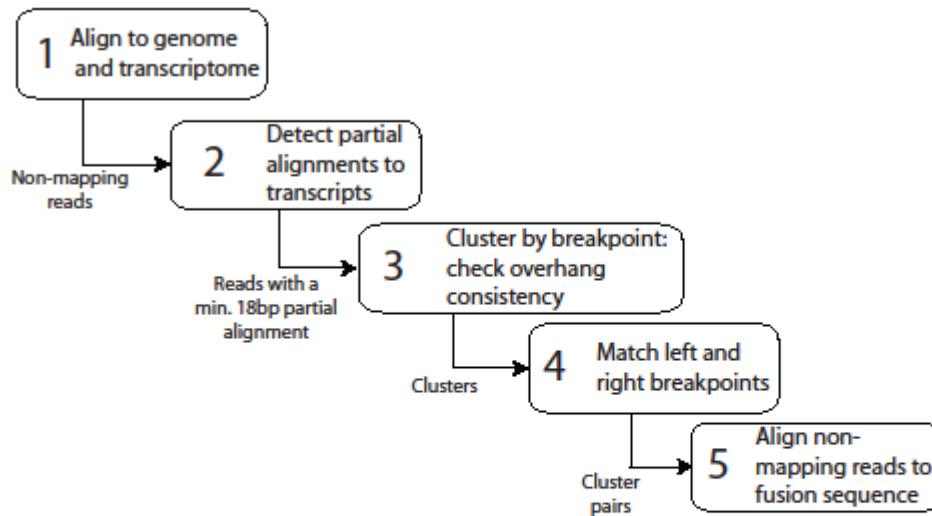 1 Align to genome
and transcriptome
Non-mapping
reads
2 Detect partial
alignments to
transcripts
Reads with a
min. 18bp partial
alignment
3 Cluster by breakpoint:
check overhang
consistency
Clusters
4 Match left and
right breakpoints
Cluster
pairs
5 Align non-
mapping reads to
fusion sequence